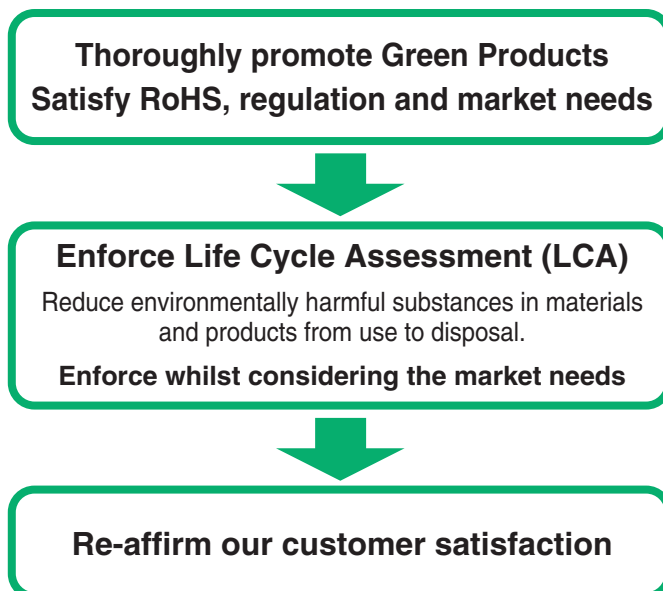 Thoroughly promote Green Products
Satisfy RoHS, regulation and market needs
Enforce Life Cycle Assessment (LCA)
Reduce environmentally harmful substances in materials
and products from use to disposal.
Enforce whilst considering the market needs
Re-affirm our customer satisfaction